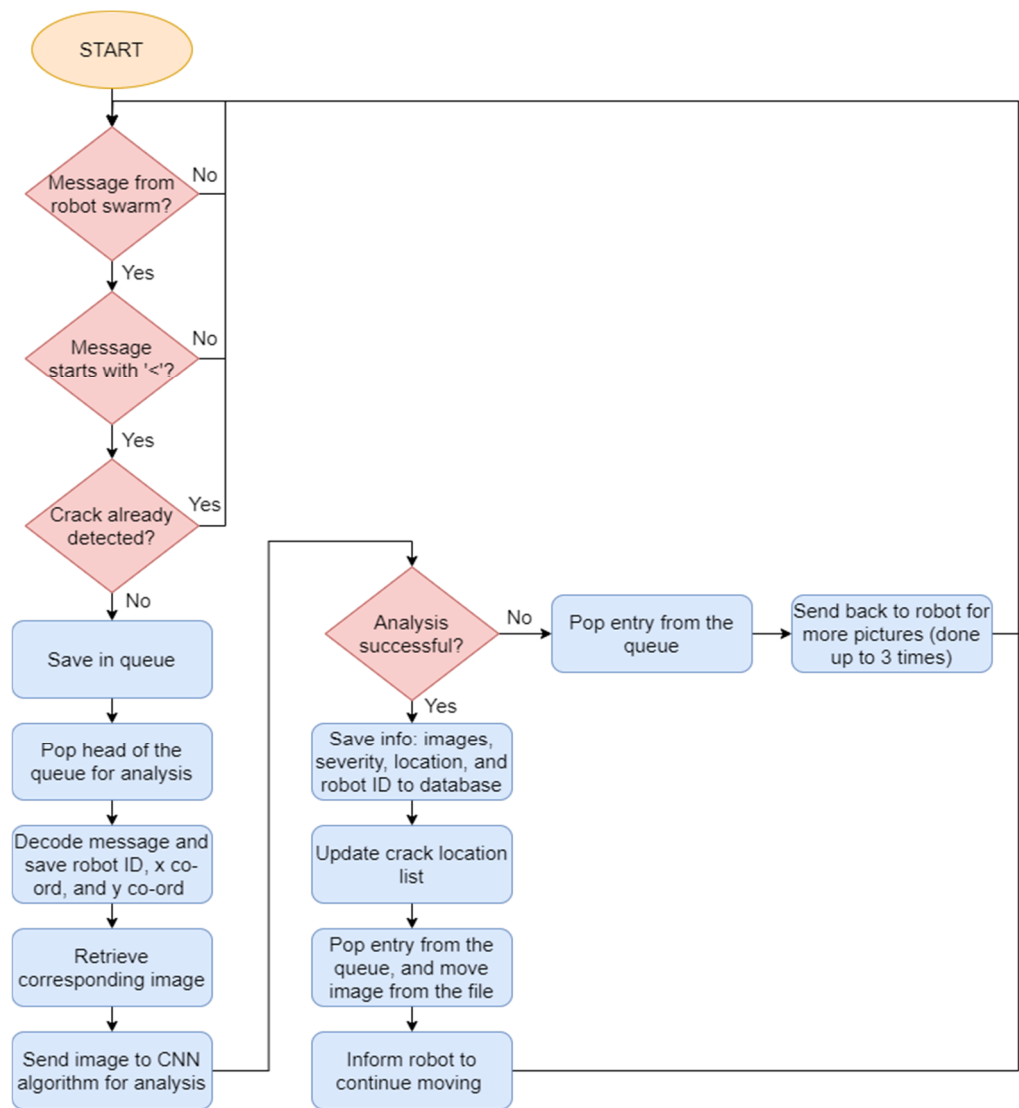 START
Message from
robot swarm?
No
Yes
Message
starts with '<'?
No
Yes
Crack already
detected?
Yes
No
Save in queue
Pop head of the
queue for analysis
Decode message and
save robot ID, x co-
ord, and y co-ord
Retrieve
corresponding image
Send image to CNN
algorithm for analysis
Analysis
successful?
No
Pop entry from the
queue
Send back to robot for
more pictures (done
up to 3 times)
Yes
Save info: images,
severity, location, and
robot ID to database
Update crack location
list
Pop entry from the
queue, and move
image from the file
Inform robot to
continue moving